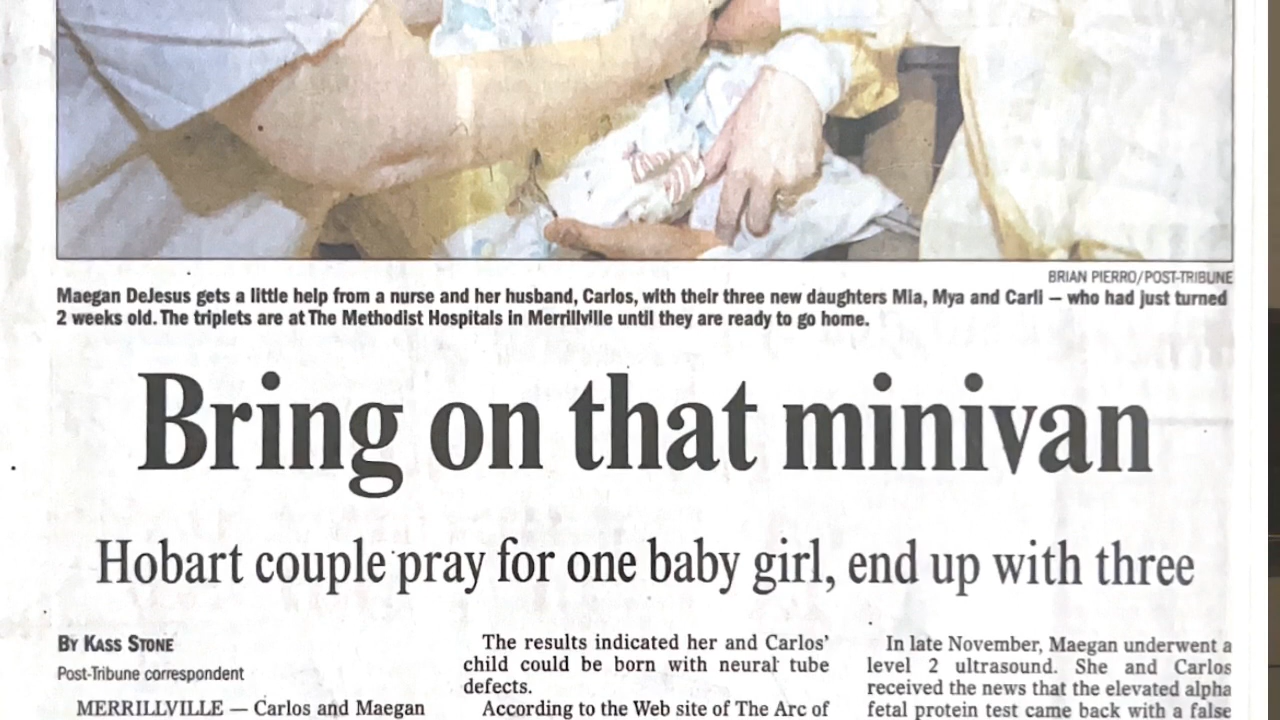 BRIAN PIERRO/POST-TRIBUNE
Maegan DeJesus gets a little help from a nurse and her husband, Carlos, with their three new daughters Mia, Mya and Carli — who had just turned
2 weeks old. The triplets are at The Methodist Hospitals in Merrillville until they are ready to go home.
Bring on that minivan
Hobart couple pray for one baby girl, end up with three
BY KASS STONE
Post-Tribune correspondent
MERRILLVILLE — Carlos and Maegan
The results indicated her and Carlos'
child could be born with neural tube
defects.
According to the Web site of The Arc of
In late November, Maegan underwent a
level 2 ultrasound. She and Carlos
received the news that the elevated alpha
fetal protein test came back with a false